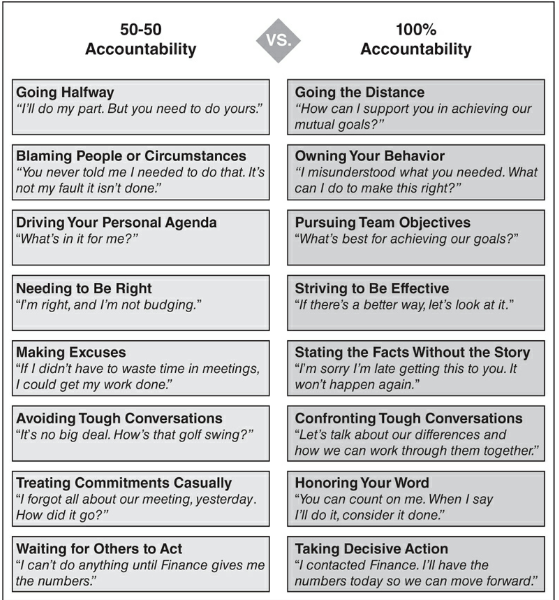 50-50
Accountability
VS.
100%
Accountability
Going Halfway
“I’ll do my part. But you need to do yours.”
Going the Distance
“How can I support you in achieving our
mutual goals?”
Blaming People or Circumstances
“You never told me I needed to do that. It’s
not my fault it isn’t done.”
Owning Your Behavior
“I misunderstood what you needed. What
can I do to make this right?”
Driving Your Personal Agenda
“What’s in it for me?”
Pursuing Team Objectives
“What’s best for achieving our goals?”
Needing to Be Right
“I’m right, and I’m not budging.”
Striving to Be Effective
“If there’s a better way, let’s look at it.”
Making Excuses
“If I didn’t have to waste time in meetings,
I could get my work done.”
Stating the Facts Without the Story
“I’m sorry I’m late getting this to you. It
won’t happen again.”
Avoiding Tough Conversations
“It’s no big deal. How’s that golf swing?”
Confronting Tough Conversations
“Let’s talk about our differences and
how we can work through them together.”
Treating Commitments Casually
“I forgot all about our meeting, yesterday.
How did it go?”
Honoring Your Word
“You can count on me. When I say
I’ll do it, consider it done.”
Waiting for Others to Act
“I can’t do anything until Finance gives me
the numbers.”
Taking Decisive Action
“I contacted Finance. I’ll have the
numbers today so we can move forward.”